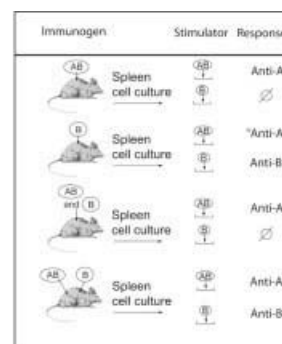 Immunogen Stimulator Response
AB Spleen cell culture AB Anti-A
B ∅
B Spleen cell culture AB "Anti-A
B Anti-B
AB and B Spleen cell culture AB Anti-A
B ∅
AB B Spleen cell culture AB Anti-A
B Anti-B